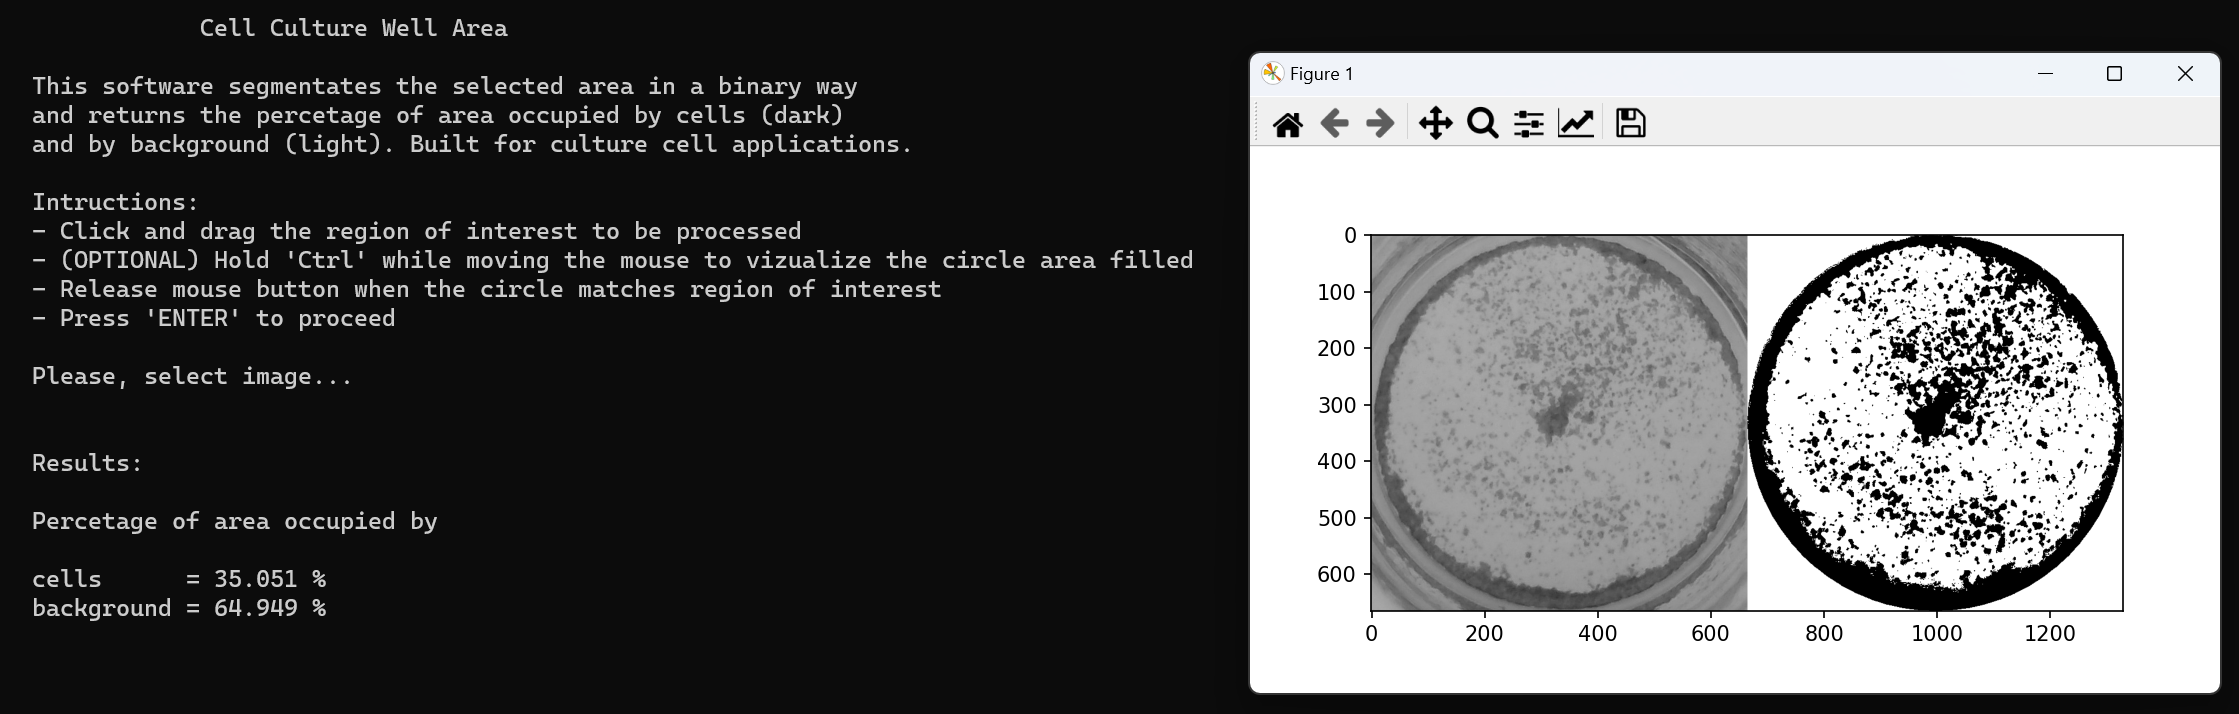 Cell Culture Well Area
This software segmentates the selected area in a binary way
and returns the percetage of area occupied by cells (dark)
and by background (light). Built for culture cell applications.
Intructions:
- Click and drag the region of interest to be processed
- (OPTIONAL) Hold 'Ctrl' while moving the mouse to vizualize the circle area filled
- Release mouse button when the circle matches region of interest
- Press 'ENTER' to proceed
Please, select image...
Results:
Percetage of area occupied by
cells = 35.051 %
background = 64.949 %
Figure 1
0
100
200
300
400
500
600
0 200 400 600 800 1000 1200